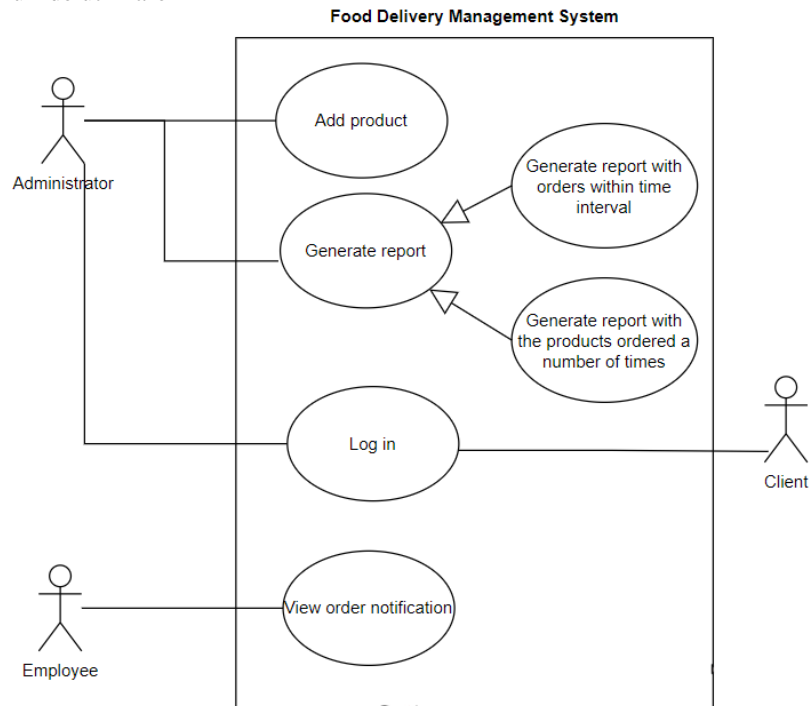 Food Delivery Management System
Add product
Administrator
Generate report with
orders within time
interval
Generate report
Generate report with
the products ordered a
number of times
Log in
Client
View order notification
Employee